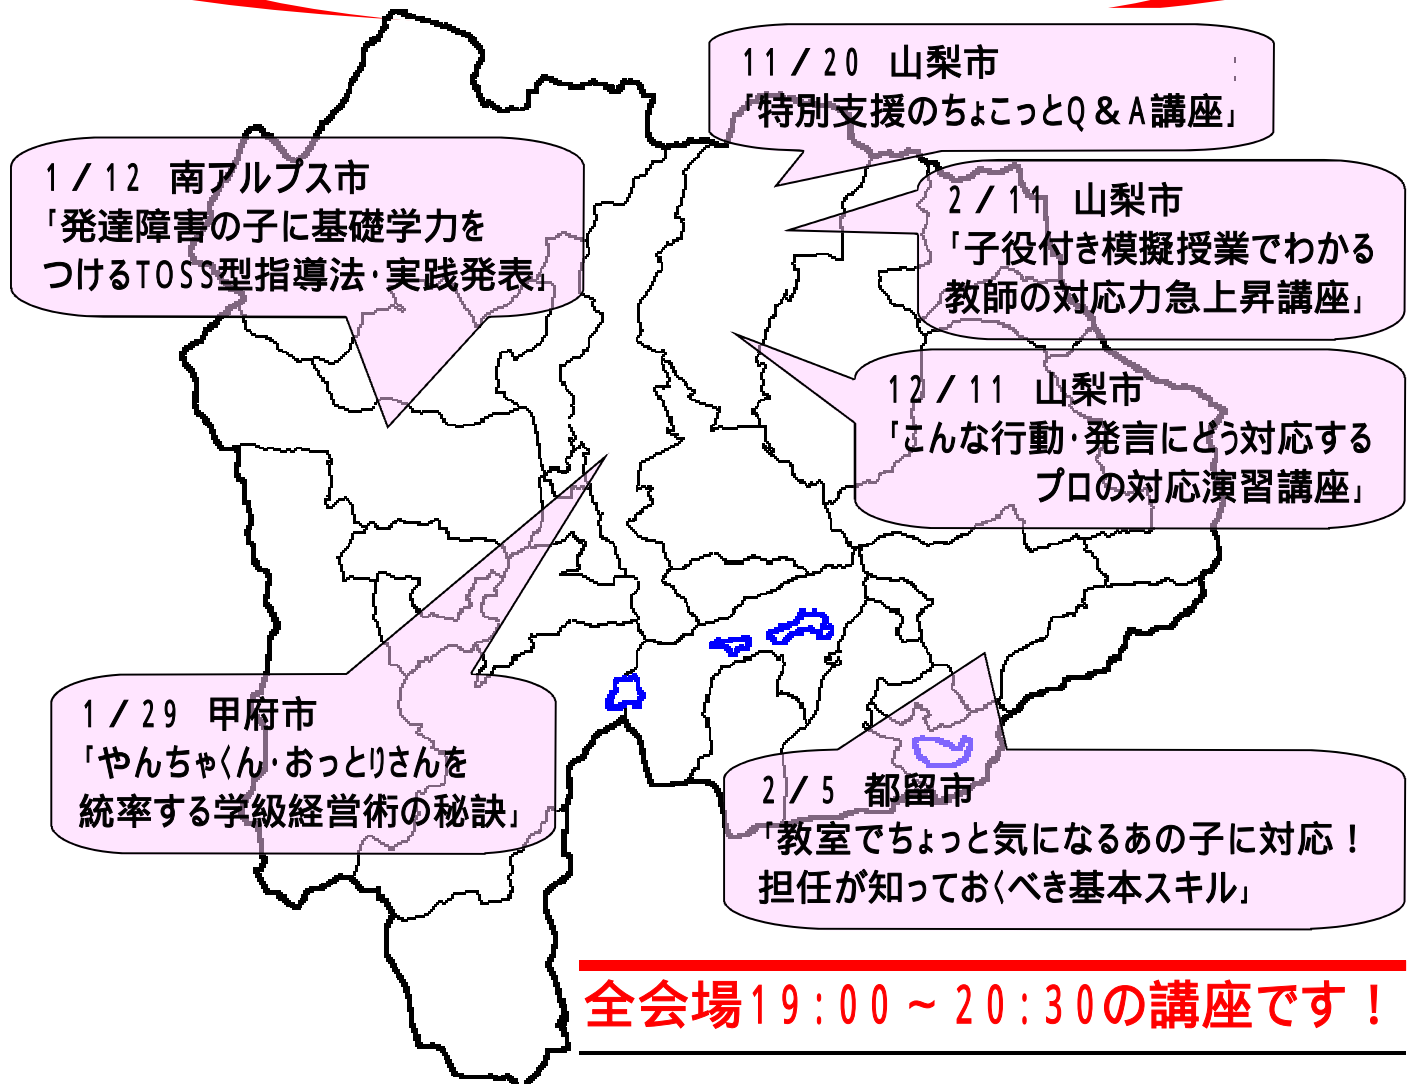 11/20 山梨市
「特別支援のちょこっとQ&A講座」
1/12 南アルプス市
「発達障害の子に基礎学力を
つけるTOSS型指導法・実践発表」
2/11 山梨市
「子役付き模擬授業でわかる
教師の対応力急上昇講座」
12/11 山梨市
「こんな行動・発言にどう対応する
プロの対応演習講座」
1/29 甲府市
「やんちゃくん・おっとりさんを
統率する学級経営術の秘訣」
2/5 都留市
「教室でちょっと気になるあの子に対応!
担任が知っておくべき基本スキル」
全会場19:00~20:30の講座です!